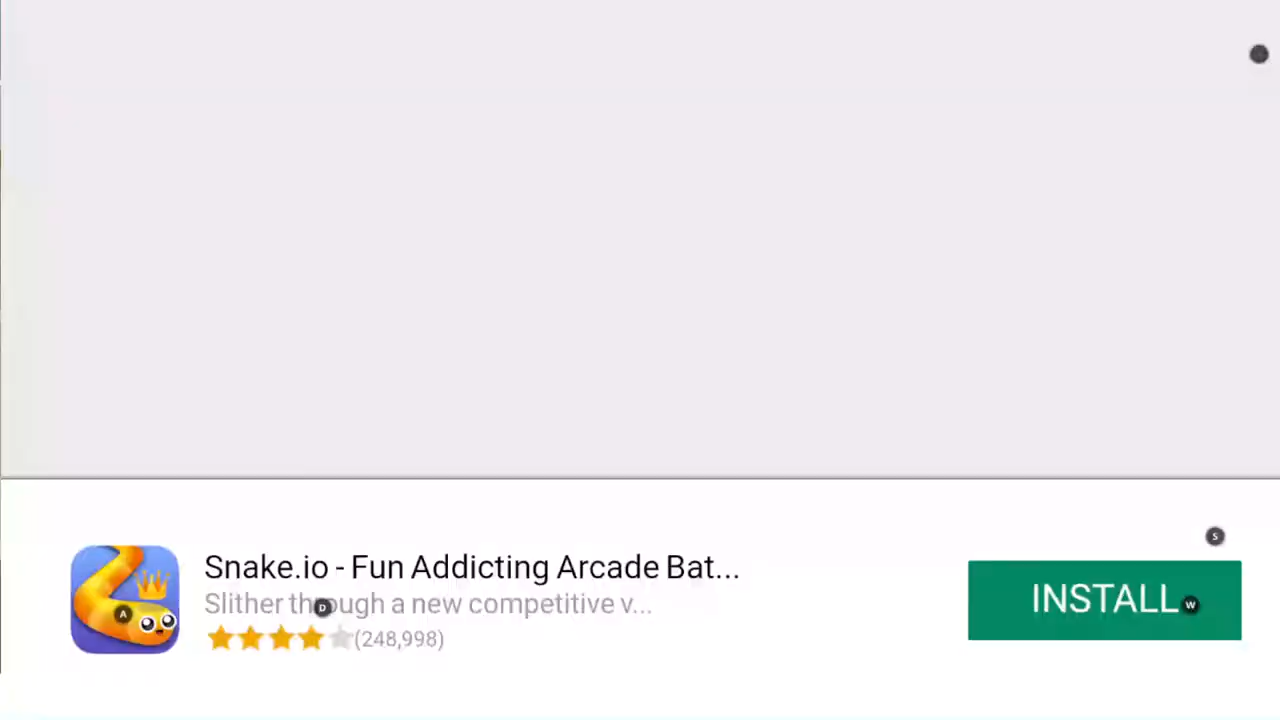 Snake.io - Fun Addicting Arcade Bat...
Slither through a new competitive v...
(248,998)
INSTALL
S
W
A
D